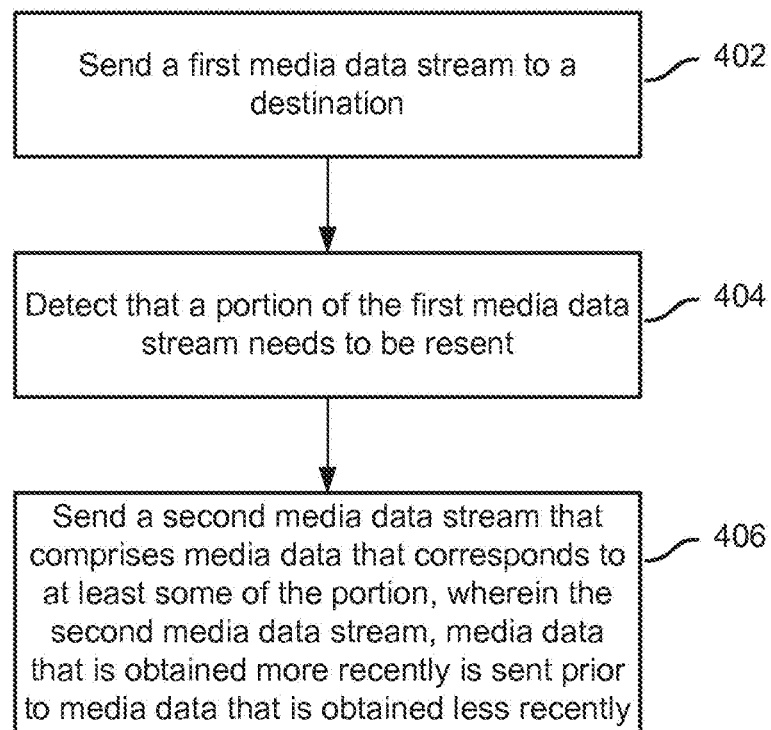 Send a first media data stream to a
destination
402
Detect that a portion of the first media data
stream needs to be resent
404
Send a second media data stream that
comprises media data that corresponds to
at least some of the portion, wherein the
second media data stream, media data
that is obtained more recently is sent prior
to media data that is obtained less recently
406